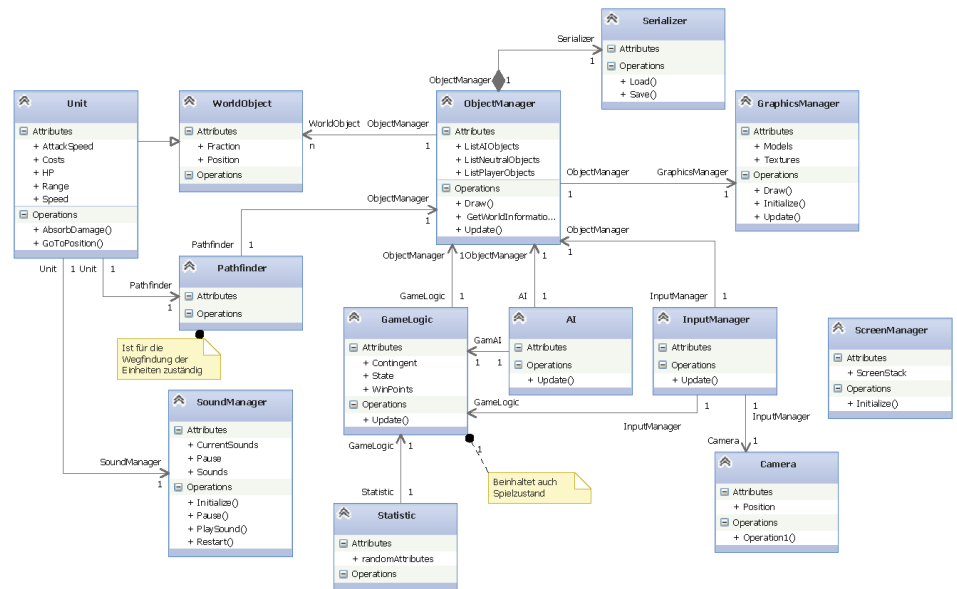 Serializer
Attributes
Operations
+ Load()
+ Save()
Serializer
1
ObjectManager
1
Unit
Attributes
+ AttackSpeed
+ Costs
+ HP
+ Range
+ Speed
Operations
+ AbsorbDamage()
+ GoToPosition()
WorldObject
Attributes
+ Fraction
+ Position
Operations
WorldObject
ObjectManager
n
1
ObjectManager
Attributes
+ ListAIObjects
+ ListNeutralObjects
+ ListPlayerObjects
Operations
+ Draw()
+ GetWorldInformatio...
+ Update()
GraphicsManager
Attributes
+ Models
+ Textures
Operations
+ Draw()
+ Initialize()
+ Update()
ObjectManager
GraphicsManager
1
1
ObjectManager
1
Pathfinder
1
ObjectManager
1
ObjectManager
1
ObjectManager
1
Unit
1
Unit
1
Pathfinder
1
Pathfinder
Attributes
Operations
Ist für die
Wegfindung der
Einheiten zuständig
GameLogic
1
AI
1
InputManager
1
GameLogic
Attributes
+ Contingent
+ State
+ WinPoints
Operations
+ Update()
AI
Attributes
Operations
+ Update()
InputManager
Attributes
Operations
+ Update()
ScreenManager
Attributes
+ ScreenStack
Operations
+ Initialize()
1
1
GameLogic
1
InputManager
1
InputManager
1
Camera
1
SoundManager
Attributes
+ CurrentSounds
+ Pause
+ Sounds
Operations
+ Initialize()
+ Pause()
+ PlaySound()
+ Restart()
SoundManager
1
GameLogic
1
Statistic
1
Beinhaltet auch
Spielzustand
Camera
Attributes
+ Position
Operations
+ Operation1()
Statistic
Attributes
+ randomAttributes
Operations